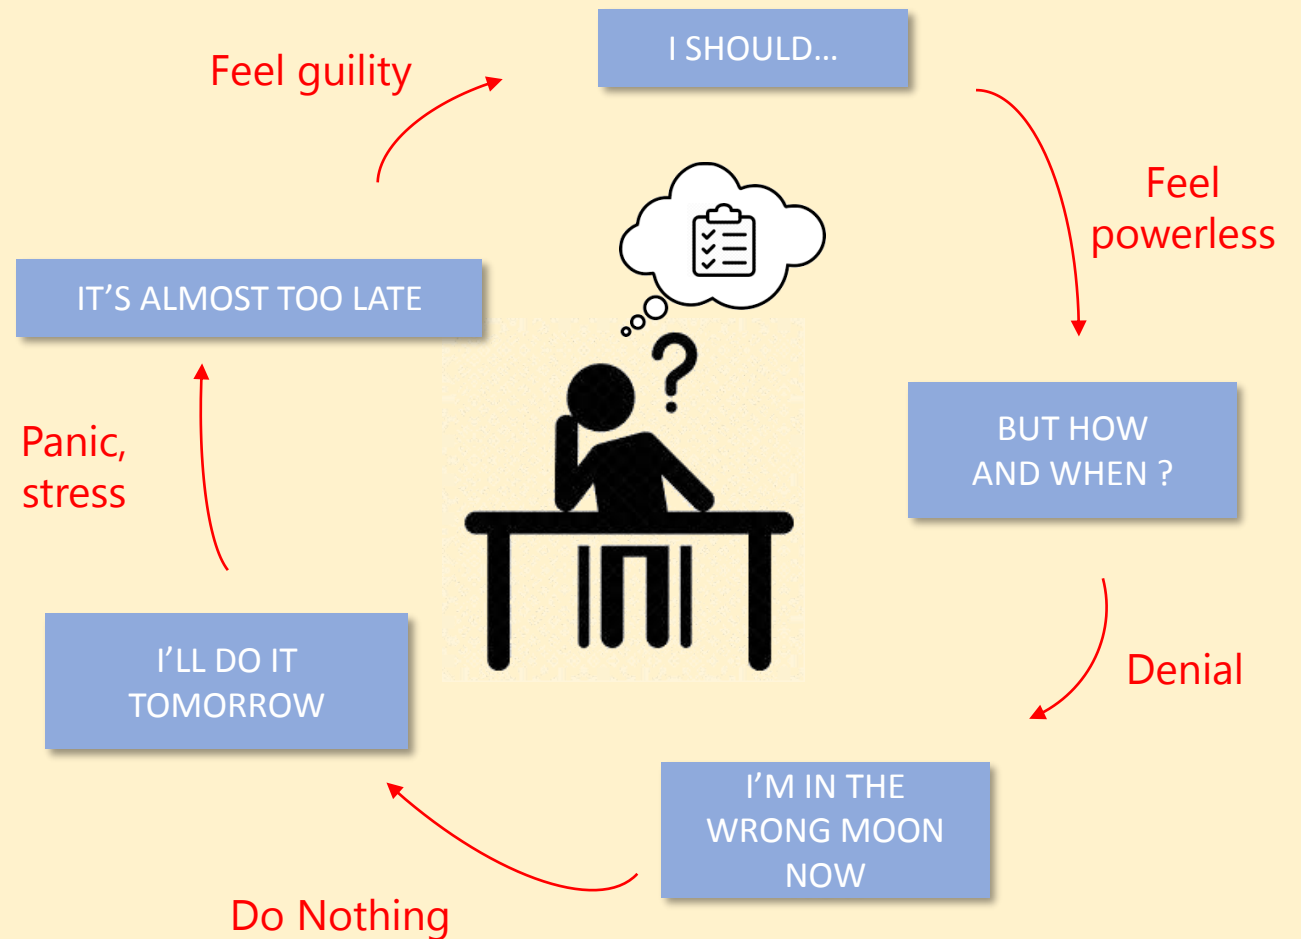 I SHOULD...
Feel guility
Feel
powerless
IT’S ALMOST TOO LATE
BUT HOW
AND WHEN ?
Panic,
stress
Denial
I’LL DO IT
TOMORROW
I’M IN THE
WRONG MOON
NOW
Do Nothing
?